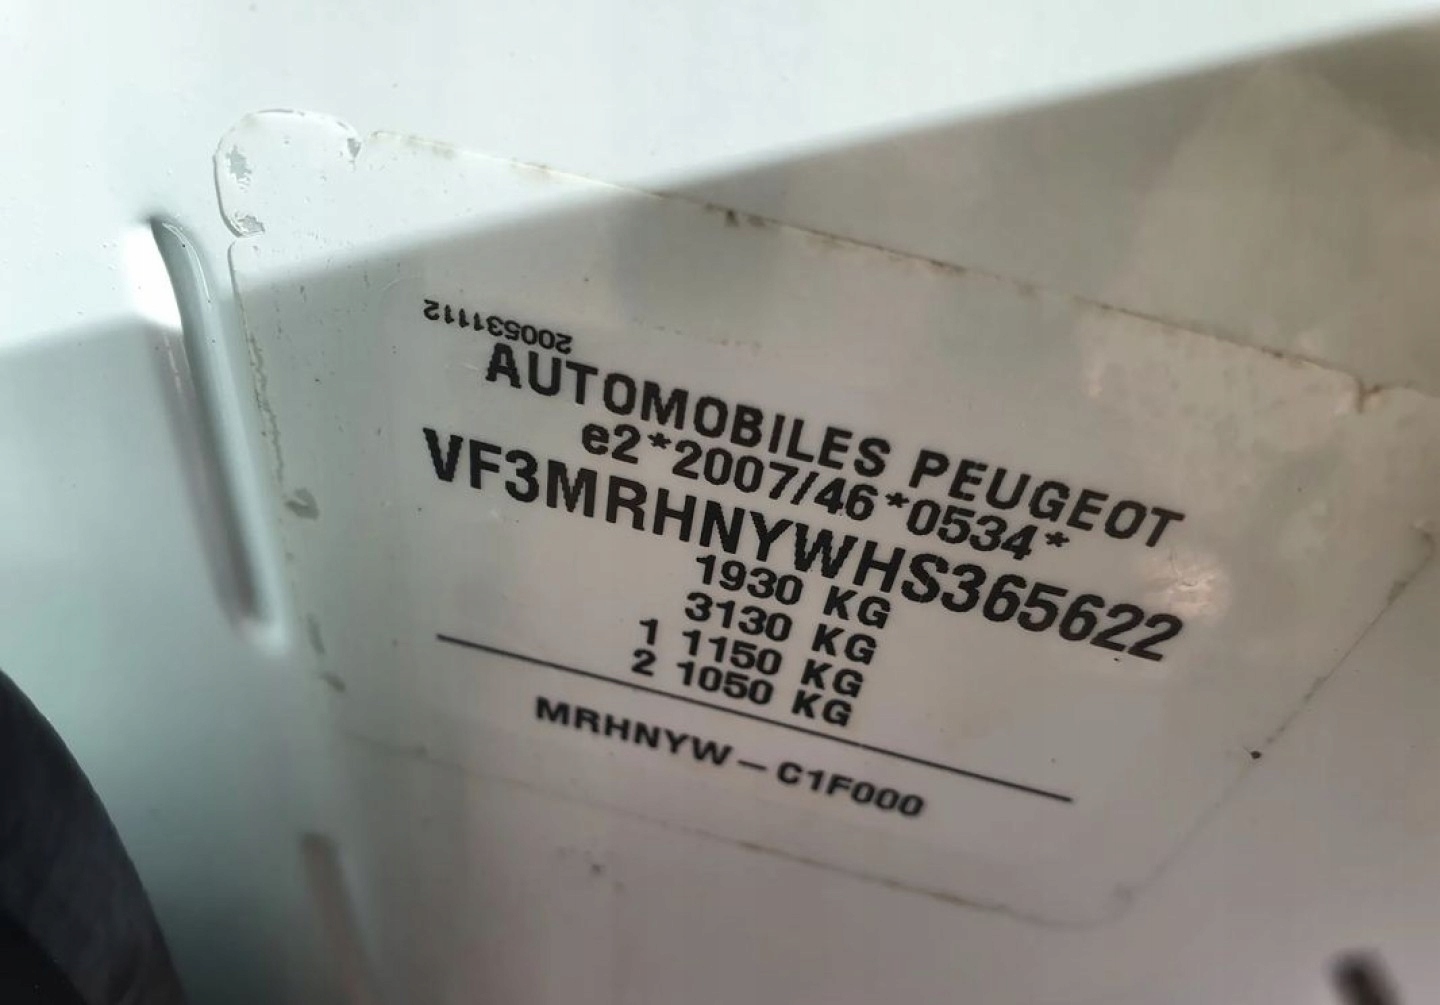 200531112
AUTOMOBILES PEUGEOT
e2*2007/46*0534*
VF3MRHNYWHS365622
1930 KG
3130 KG
1 1150 KG
2 1050 KG
MRHNYW – C1F000